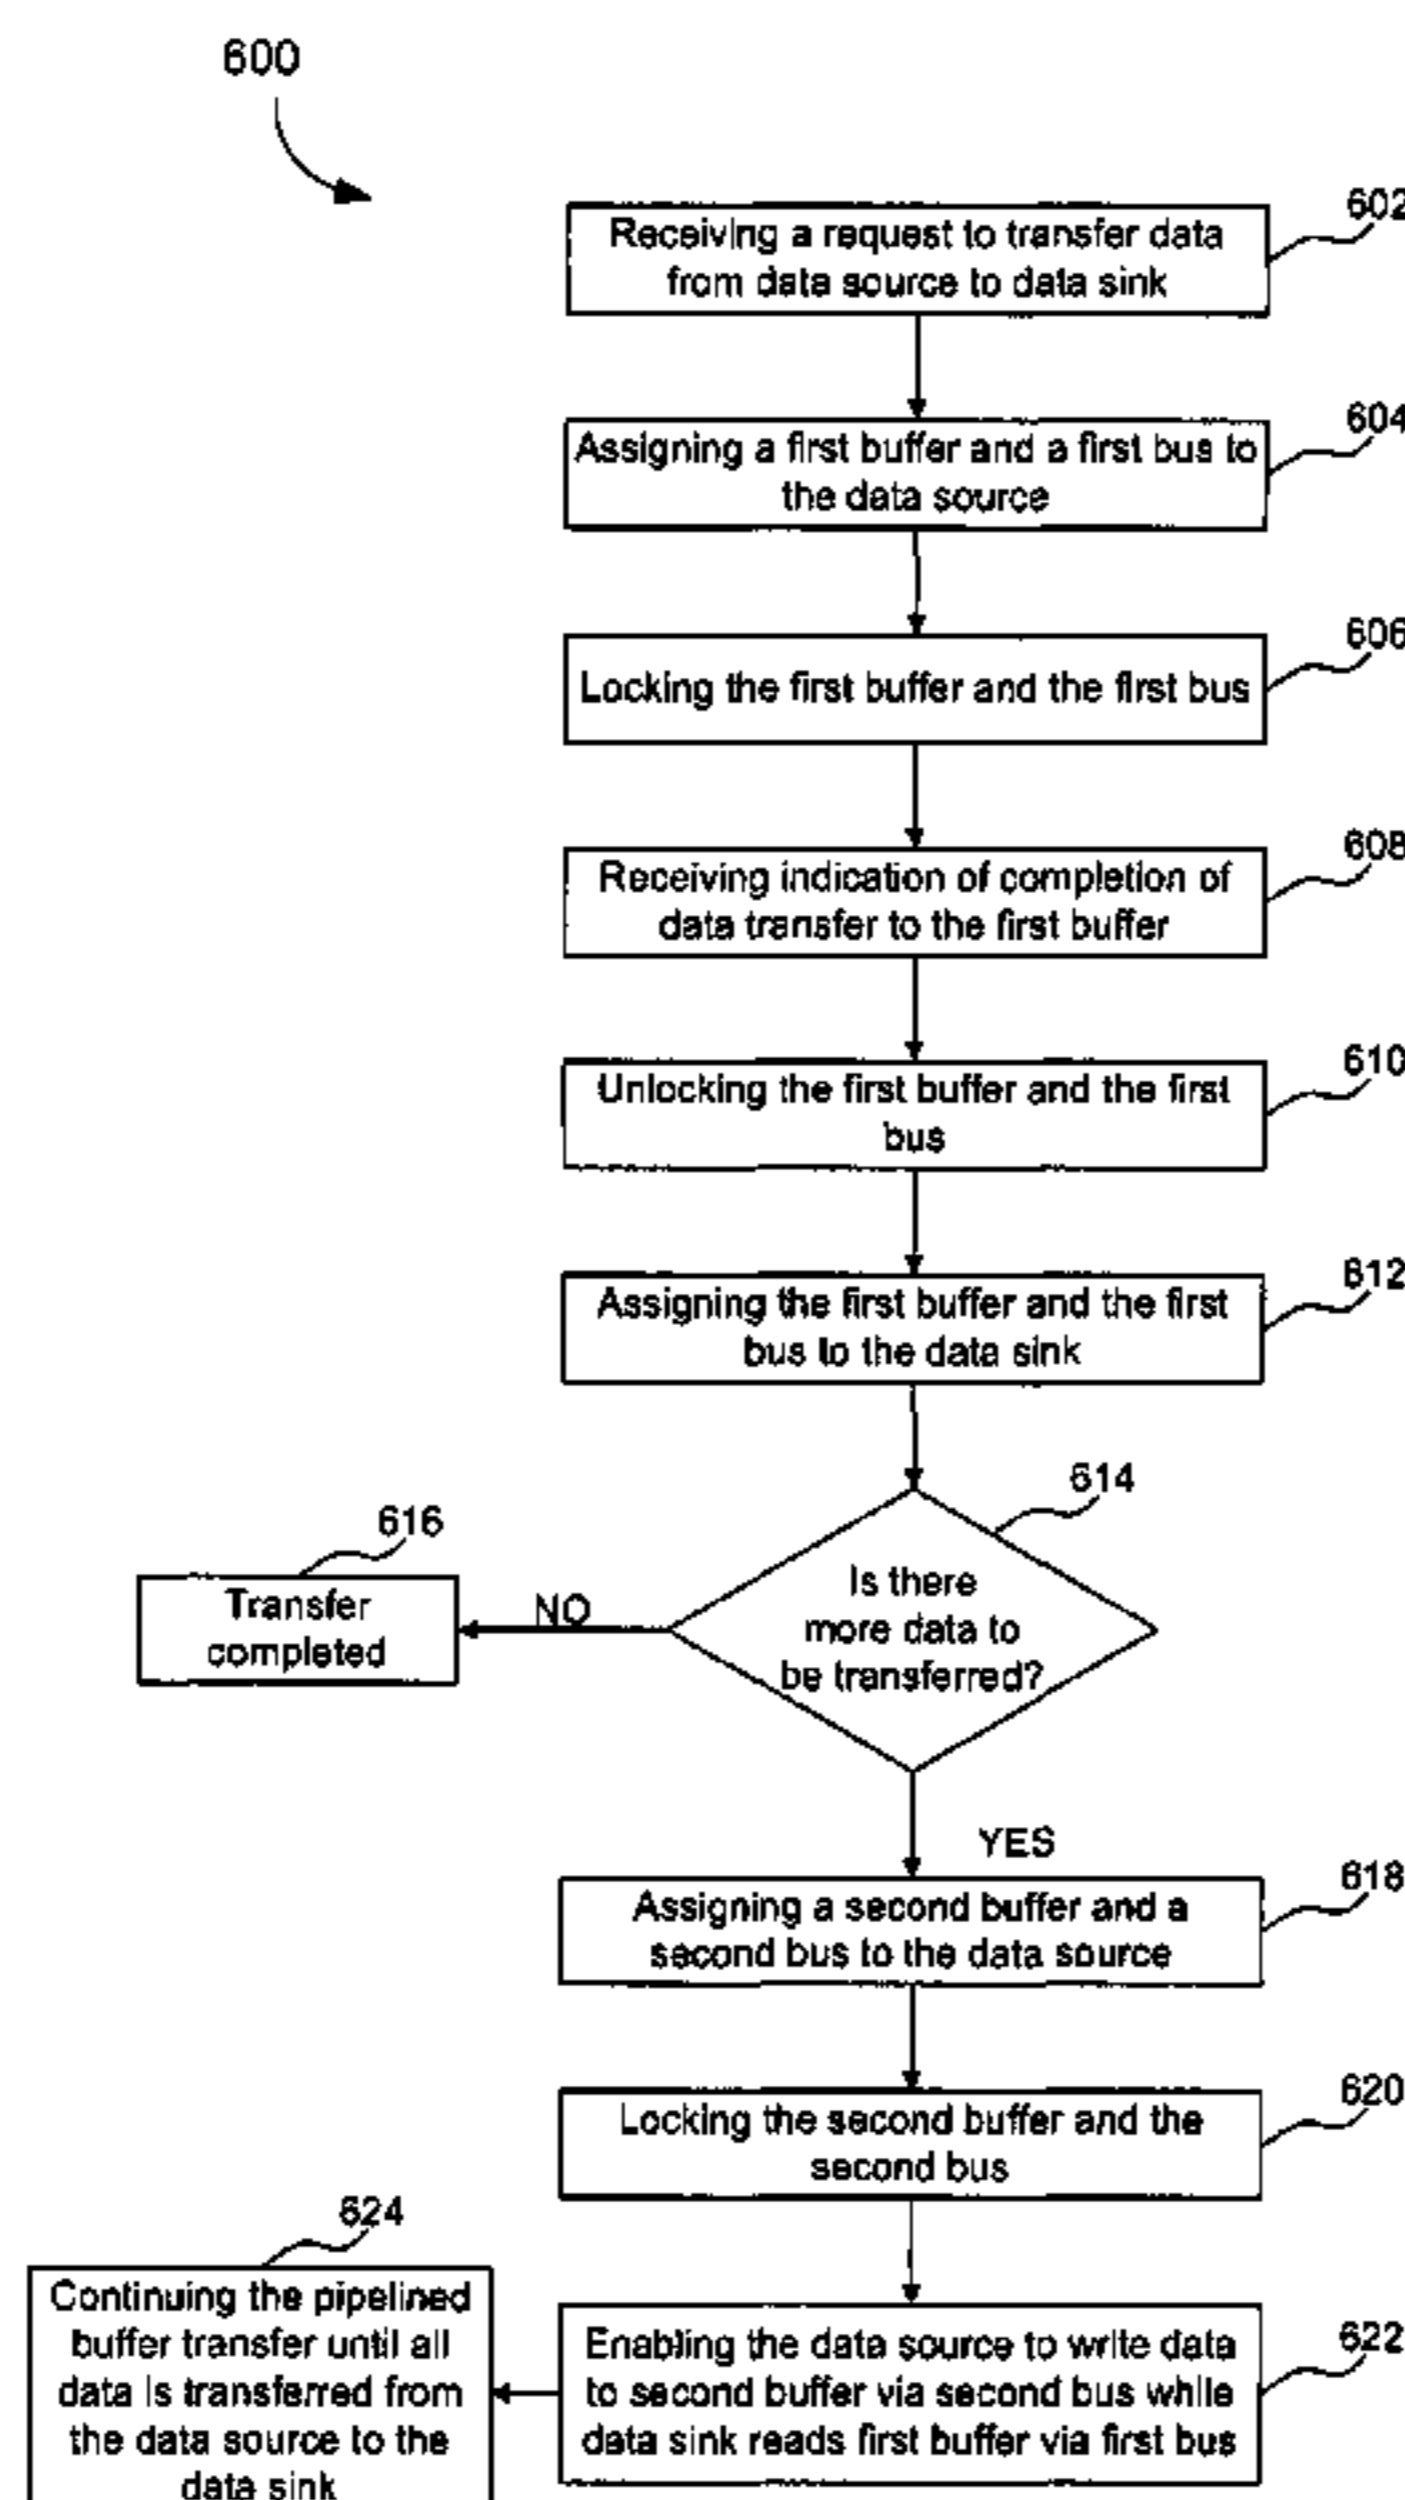 600
602
Receiving a request to transfer data
from data source to data sink
604
Assigning a first buffer and a first bus to
the data source
606
Locking the first buffer and the first bus
608
Receiving indication of completion of
data transfer to the first buffer
610
Unlocking the first buffer and the first
bus
612
Assigning the first buffer and the first
bus to the data sink
614
Is there
more data to
be transferred?
616
NO
Transfer
completed
YES
618
Assigning a second buffer and a
second bus to the data source
620
Locking the second buffer and the
second bus
624
Continuing the pipelined
buffer transfer until all
data is transferred from
the data source to the
data sink
622
Enabling the data source to write data
to second buffer via second bus while
data sink reads first buffer via first bus